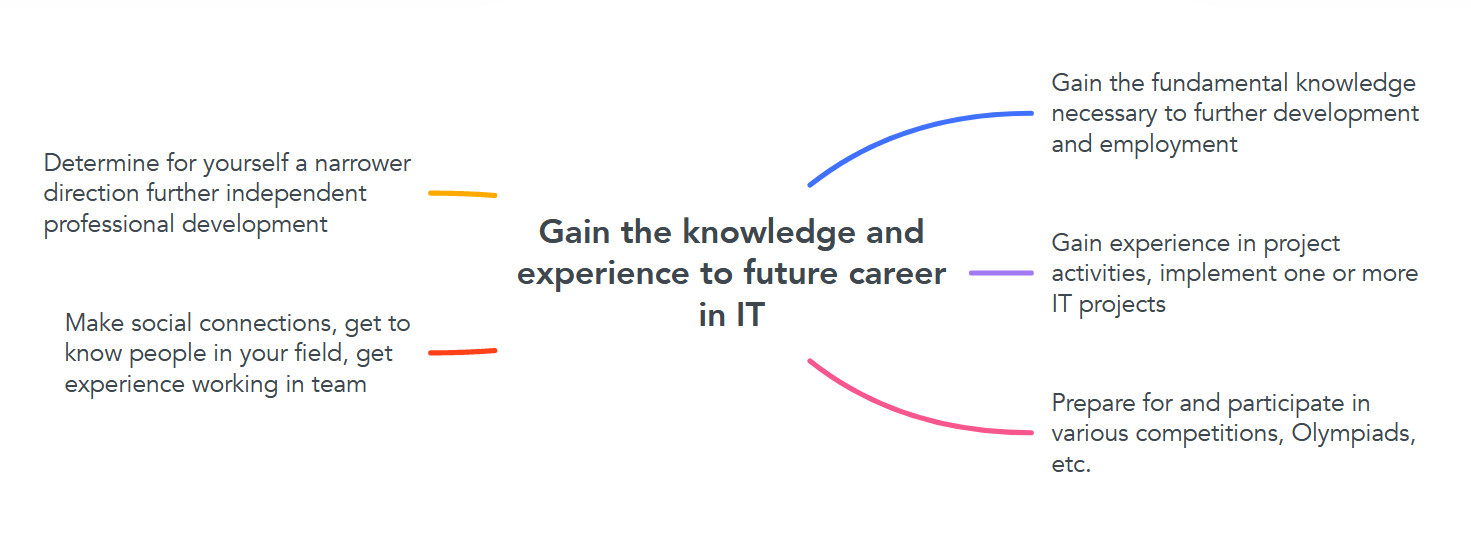 Determine for yourself a narrower
direction further independent
professional development
Make social connections, get to
know people in your field, get
experience working in team
Gain the knowledge and
experience to future career
in IT
Gain the fundamental knowledge
necessary to further development
and employment
Gain experience in project
activities, implement one or more
IT projects
Prepare for and participate in
various competitions, Olympiads,
etc.